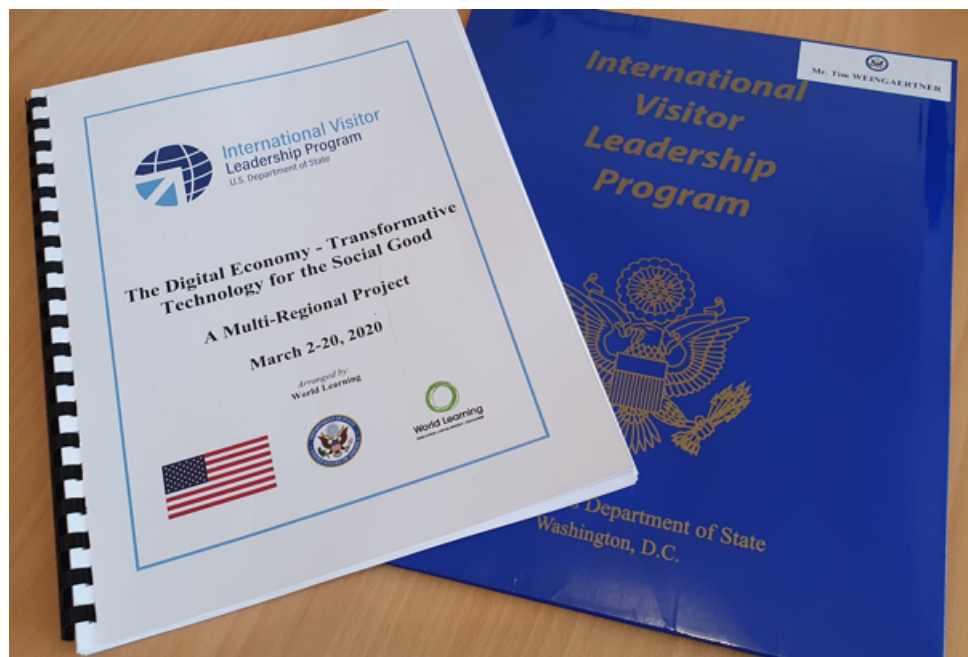 International Visitor
Leadership Program
U.S. Department of State
The Digital Economy - Transformative
Technology for the Social Good
A Multi-Regional Project
March 2-20, 2020
Arranged by:
World Learning
World Learning
International
Visitor
Leadership
Program
Mr. Tim WEINGAERTNER
Department of State
Washington, D.C.